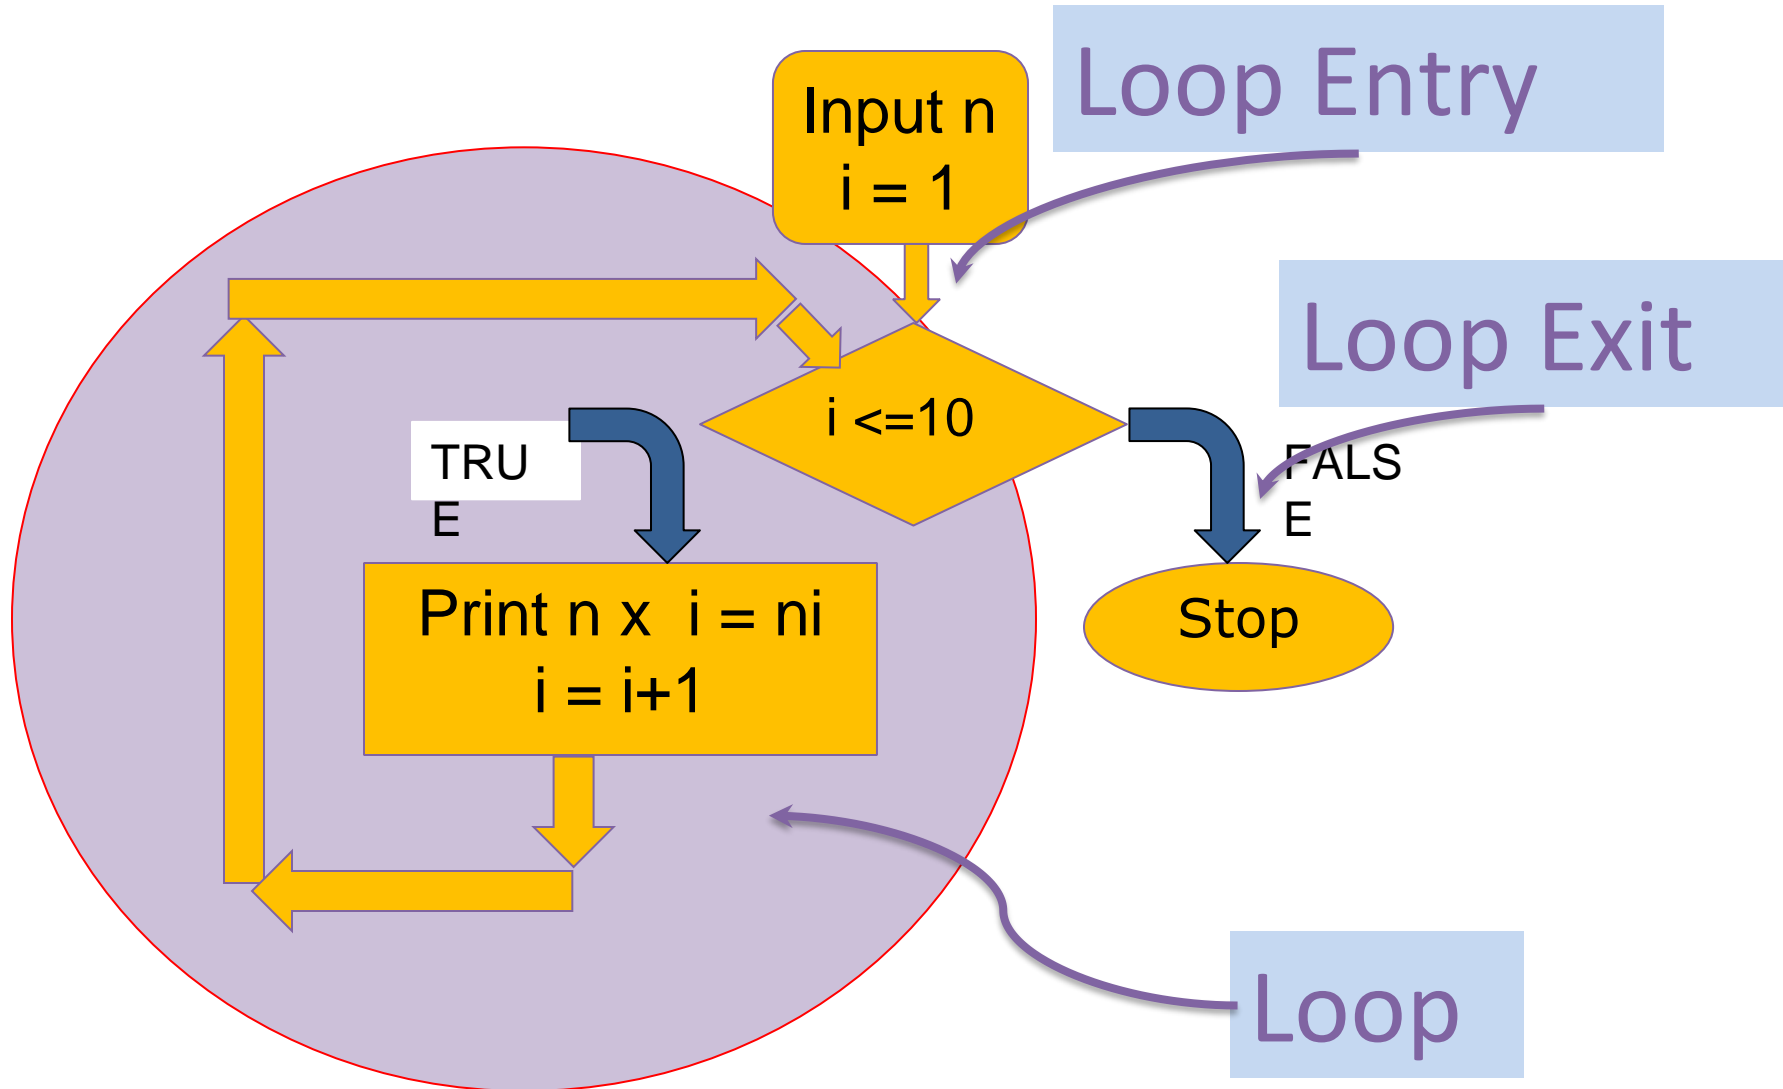 Loop Entry
Input n
i = 1
Loop Exit
i <=10
TRU
E
FALS
E
Print n x  i = ni
i = i+1
Stop
Loop